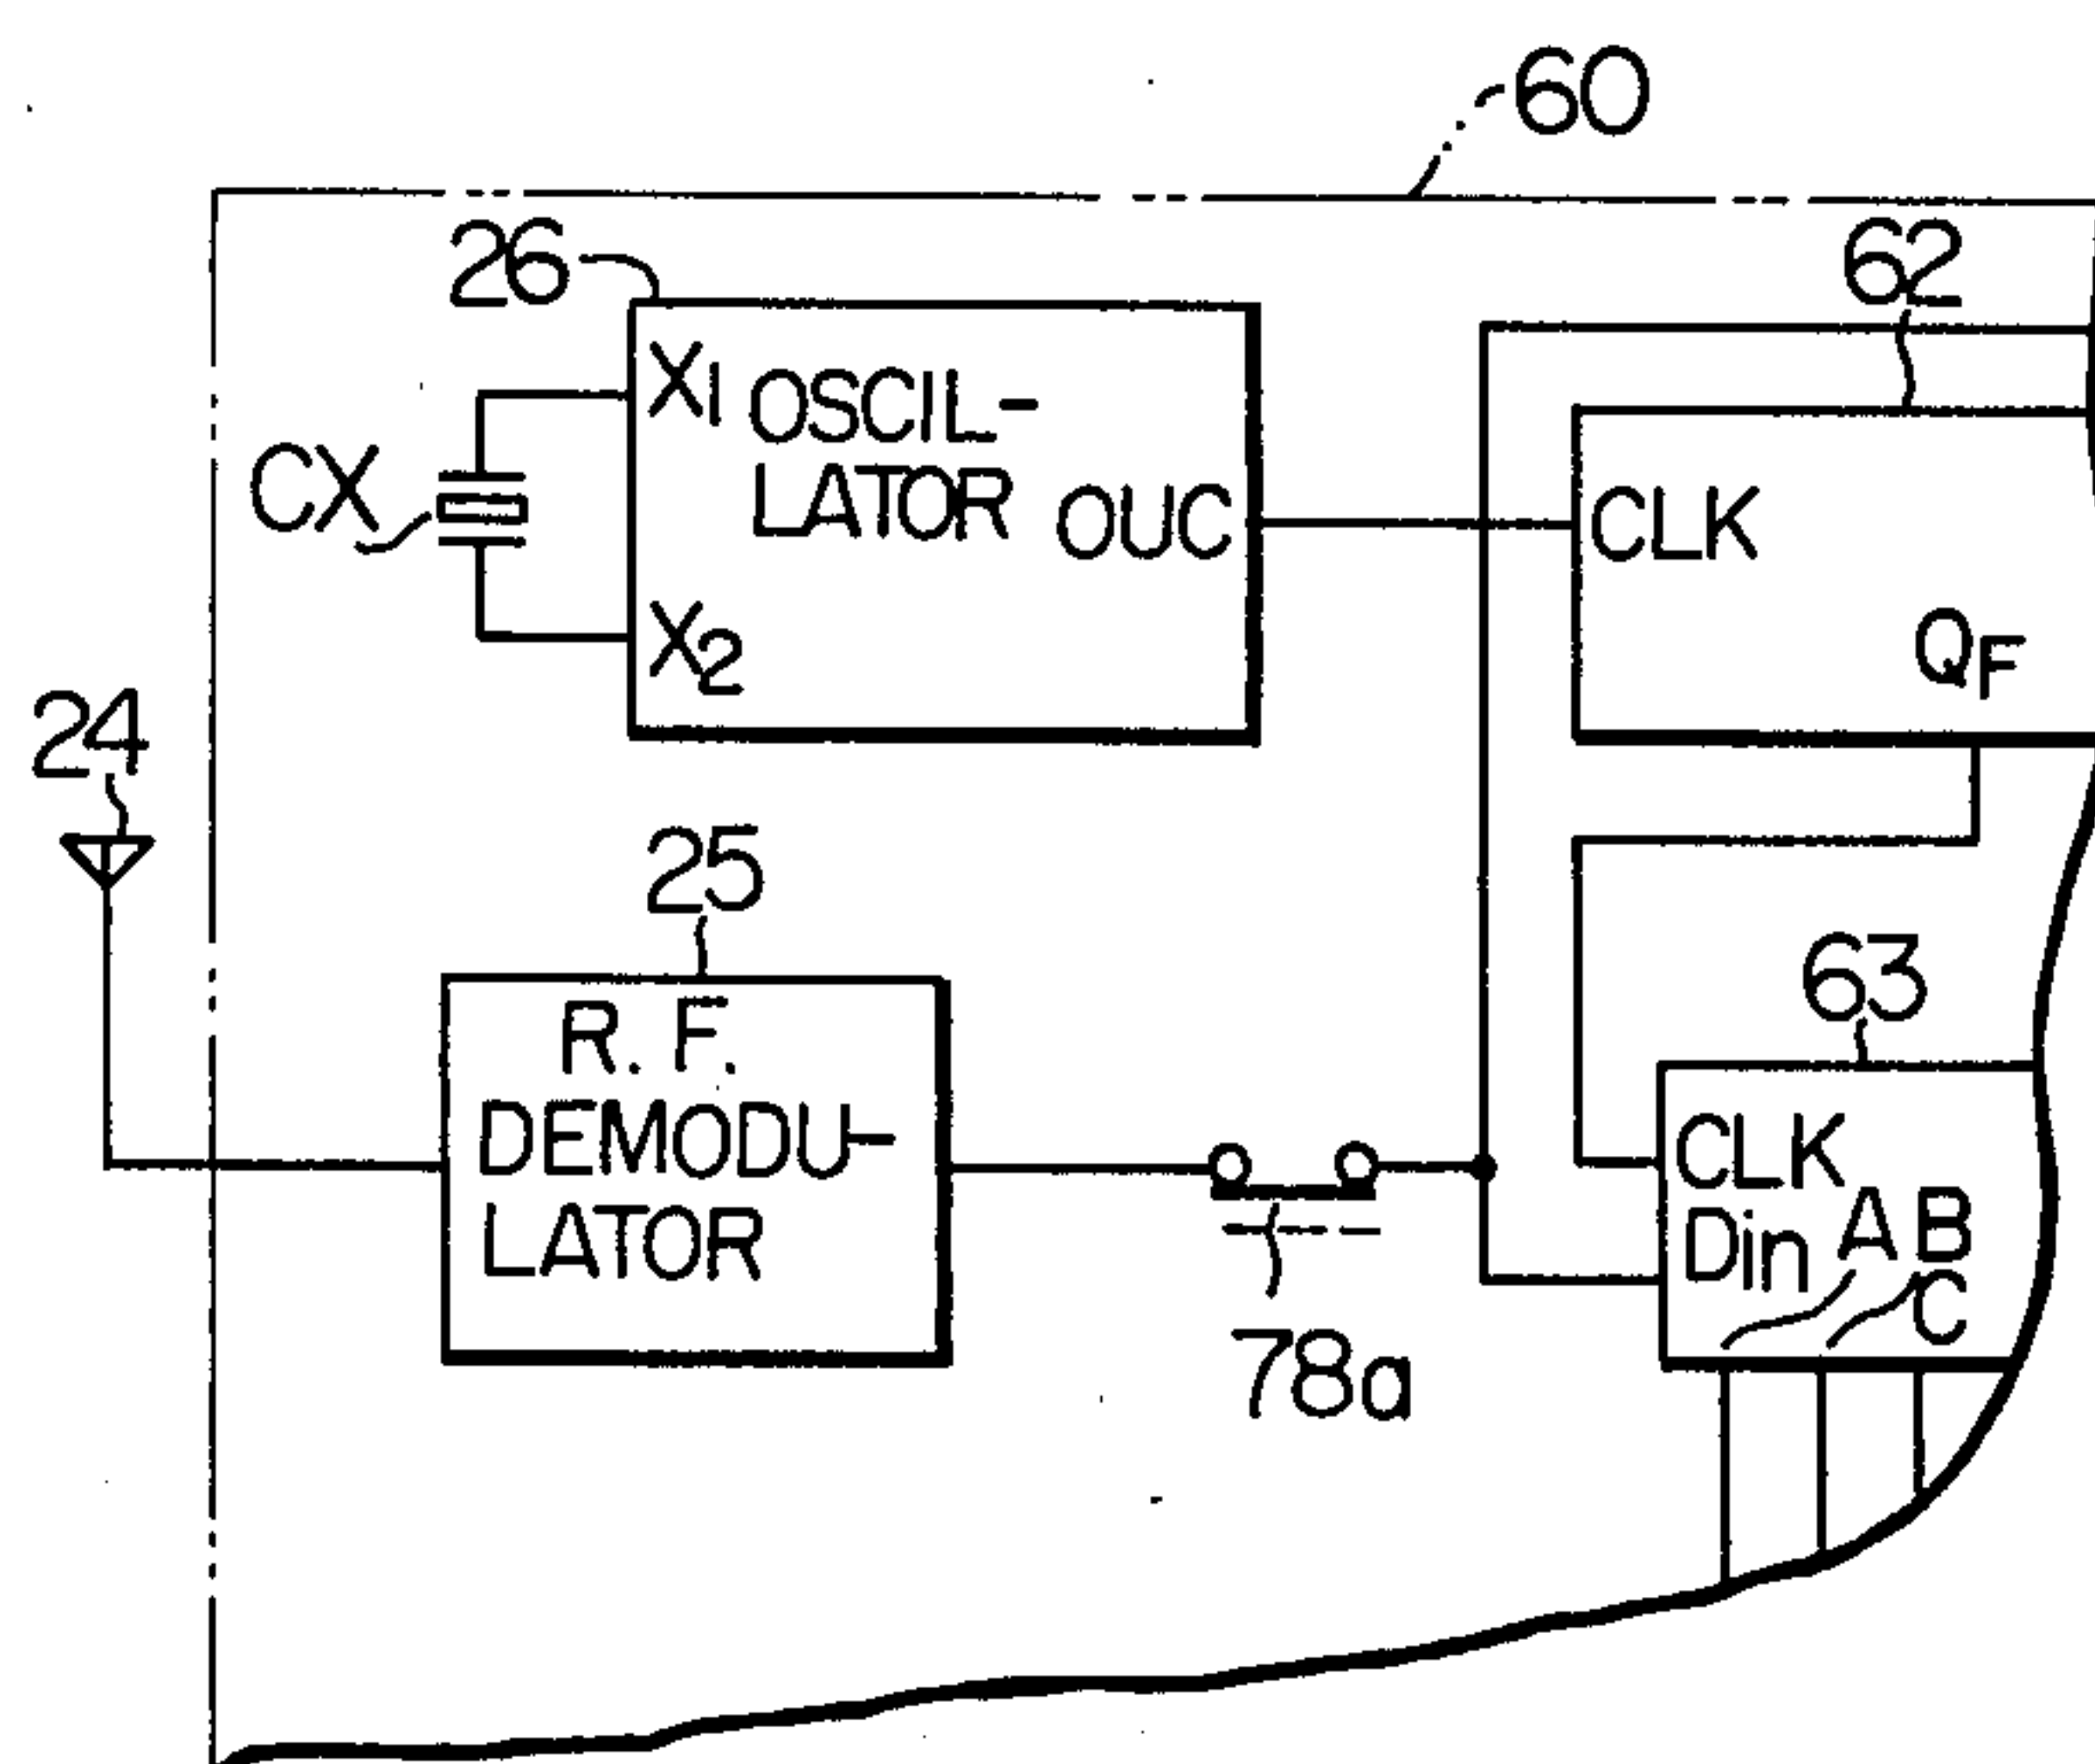 60
26
62
X1
OSCIL-
LATOR
OUC
CX
X2
CLK
QF
24
25
R. F.
DEMODU-
LATOR
63
CLK
Din A B
C
78a